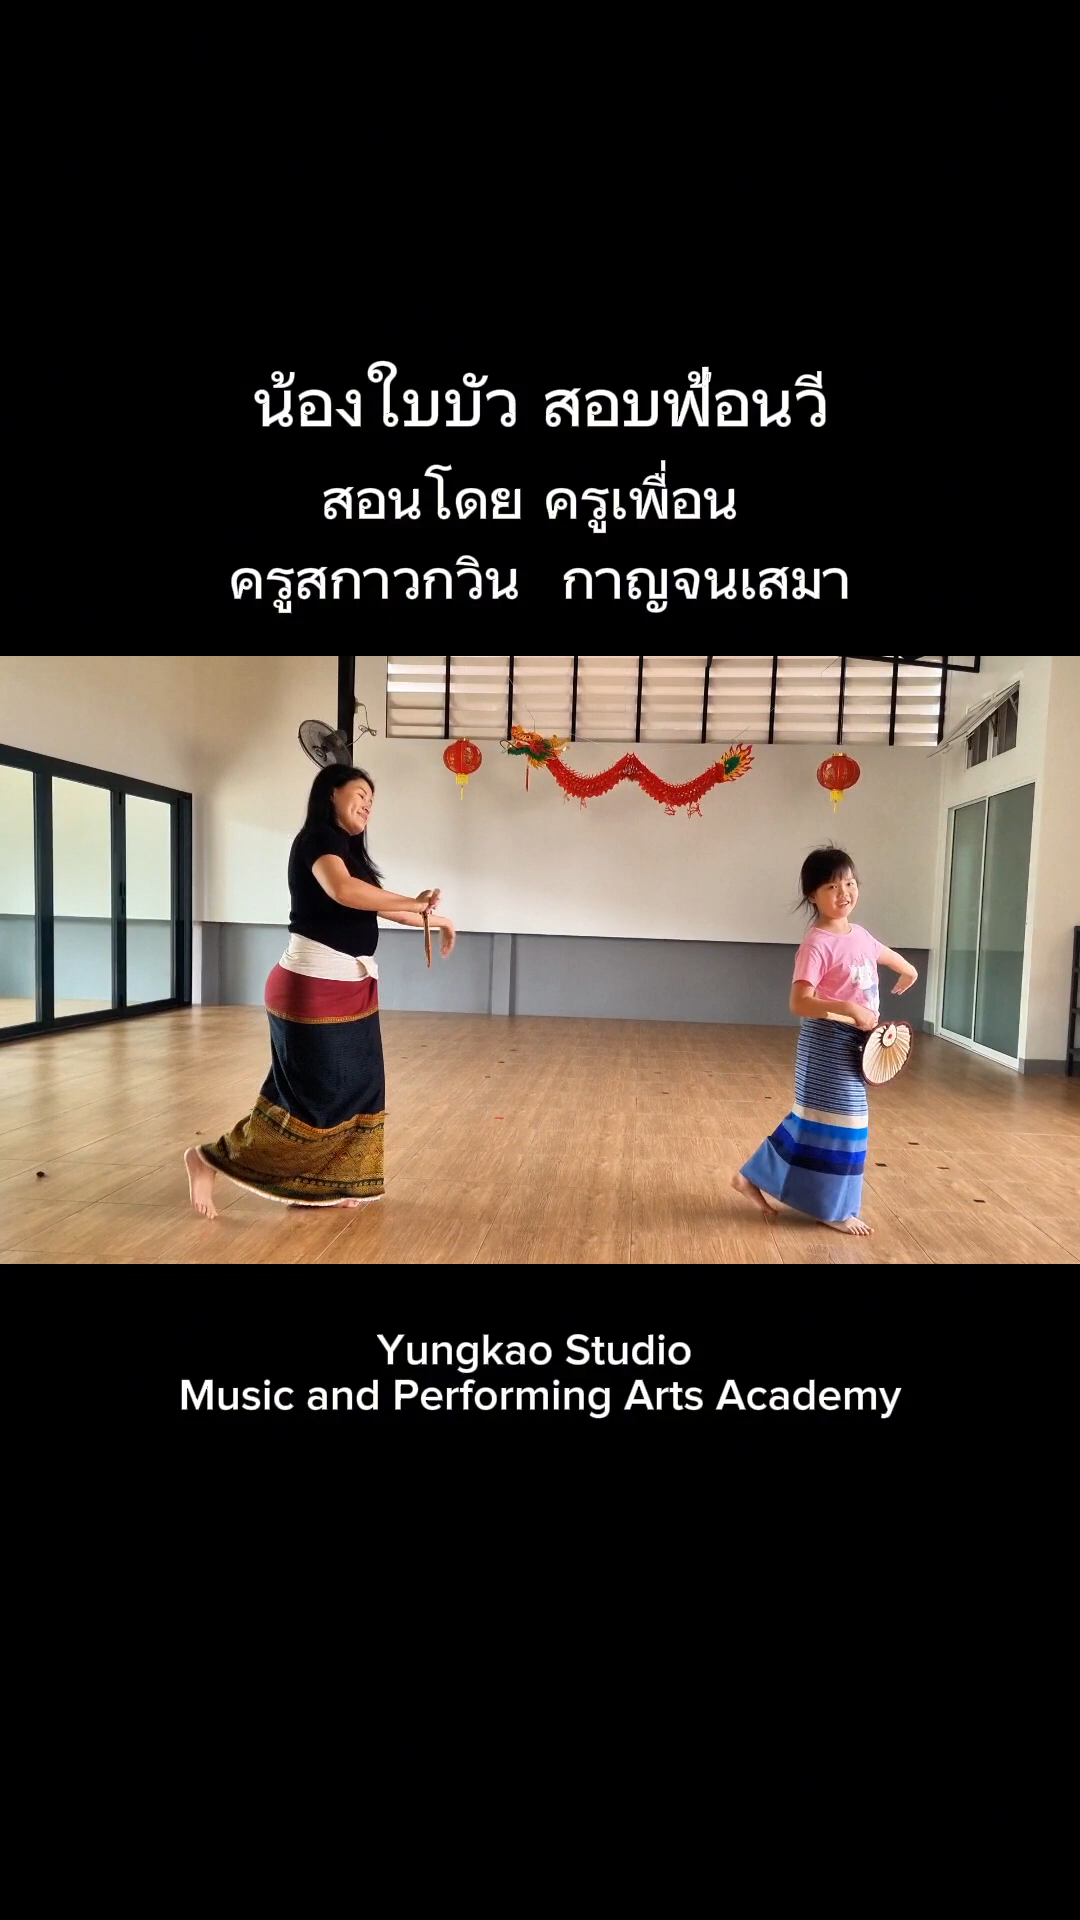 น้องใบบัว สอบฟ้อนวี
สอนโดย ครูเพื่อน
ครูสกาวกวิน กาญจนเสมา
Yungkao Studio
Music and Performing Arts Academy